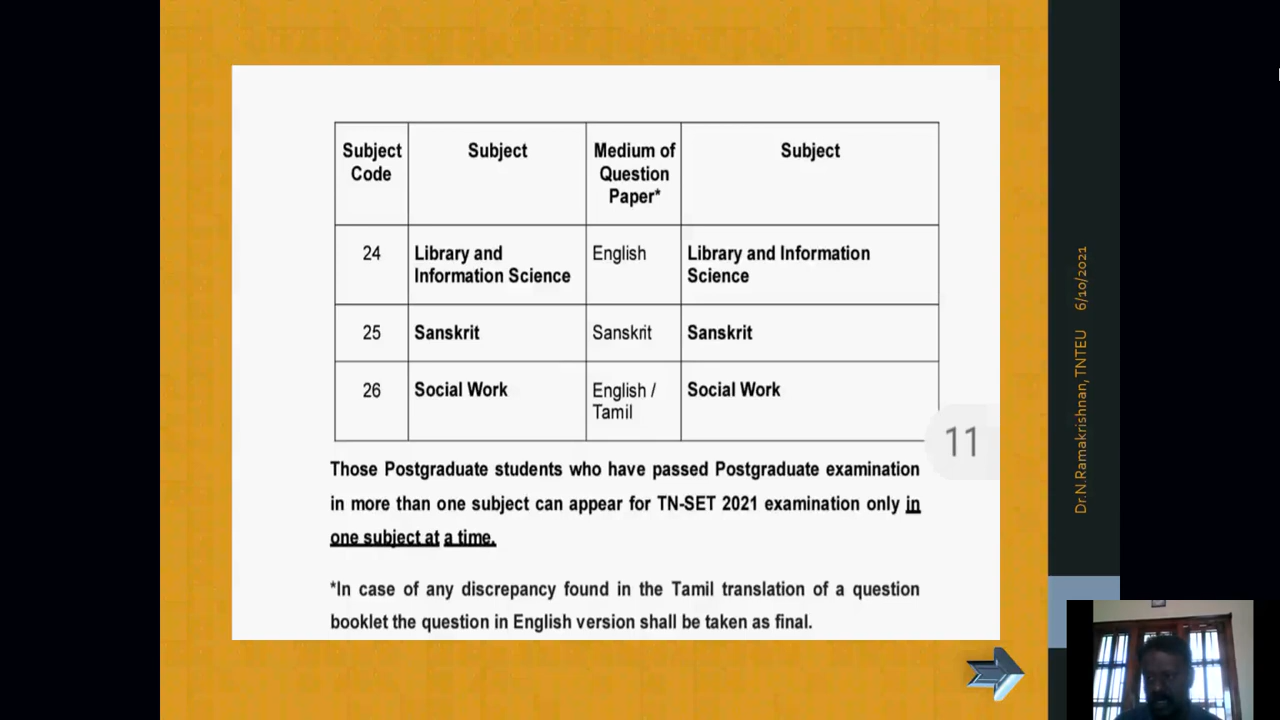 Subject Code
Subject
Medium of Question Paper*
Subject
24
Library and Information Science
English
Library and Information Science
25
Sanskrit
Sanskrit
Sanskrit
26
Social Work
English / Tamil
Social Work
11
Those Postgraduate students who have passed Postgraduate examination
in more than one subject can appear for TN-SET 2021 examination only in
one subject at a time.
*In case of any discrepancy found in the Tamil translation of a question
booklet the question in English version shall be taken as final.
Dr.N.Ramakrishnan,TNTEU 6/10/2021